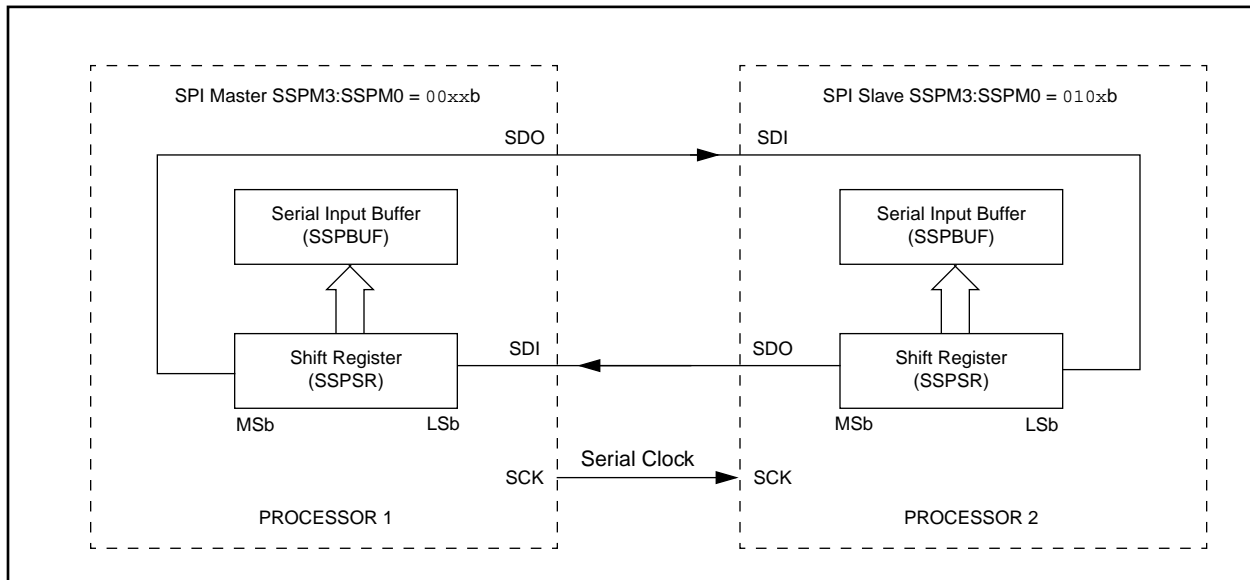 SPI Master SSPM3:SSPM0 = 00xxb
SPI Slave SSPM3:SSPM0 = 010xb
SDO
SDI
Serial Input Buffer
(SSPBUF)
Serial Input Buffer
(SSPBUF)
Shift Register
(SSPSR)
SDI
SDO
Shift Register
(SSPSR)
MSb
LSb
MSb
LSb
Serial Clock
SCK
SCK
PROCESSOR 1
PROCESSOR 2